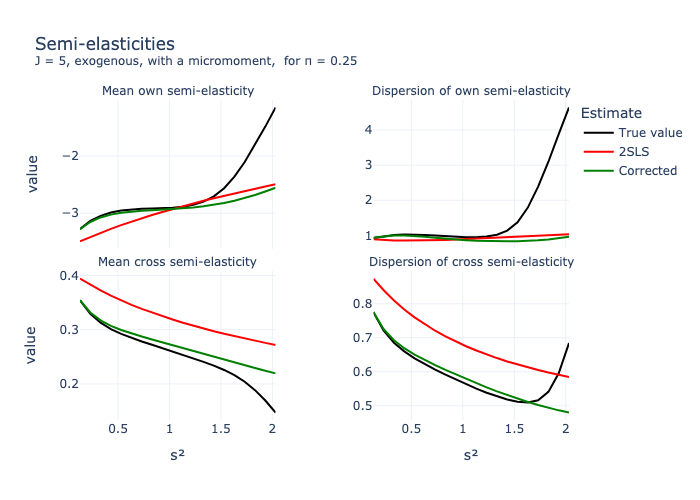 Semi-elasticities
J = 5, exogenous, with a micromoment,  for π = 0.25
Mean own semi-elasticity
Dispersion of own semi-elasticity
Estimate
True value
2SLS
Corrected
value
−2
−3
4
3
2
1
Mean cross semi-elasticity
Dispersion of cross semi-elasticity
value
0.4
0.3
0.2
0.8
0.7
0.6
0.5
0.5
1
1.5
2
0.5
1
1.5
2
s²
s²